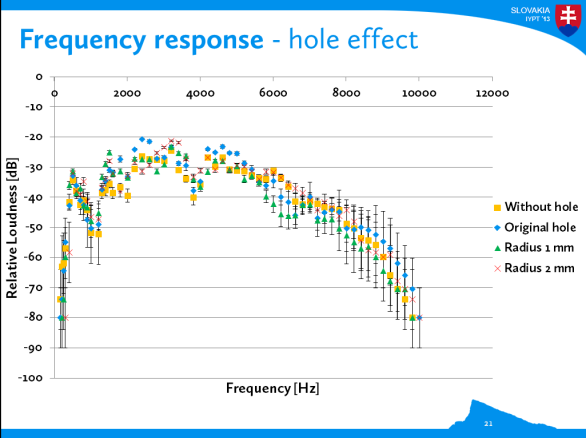 SLOVAKIA
IYPT '13
Frequency response - hole effect
0
0 2000 4000 6000 8000 10000 12000
-10
-20
-30
-40
-50
-60
-70
-80
-90
-100
Relative Loudness [dB]
Frequency [Hz]
Without hole
Original hole
Radius 1 mm
Radius 2 mm
21